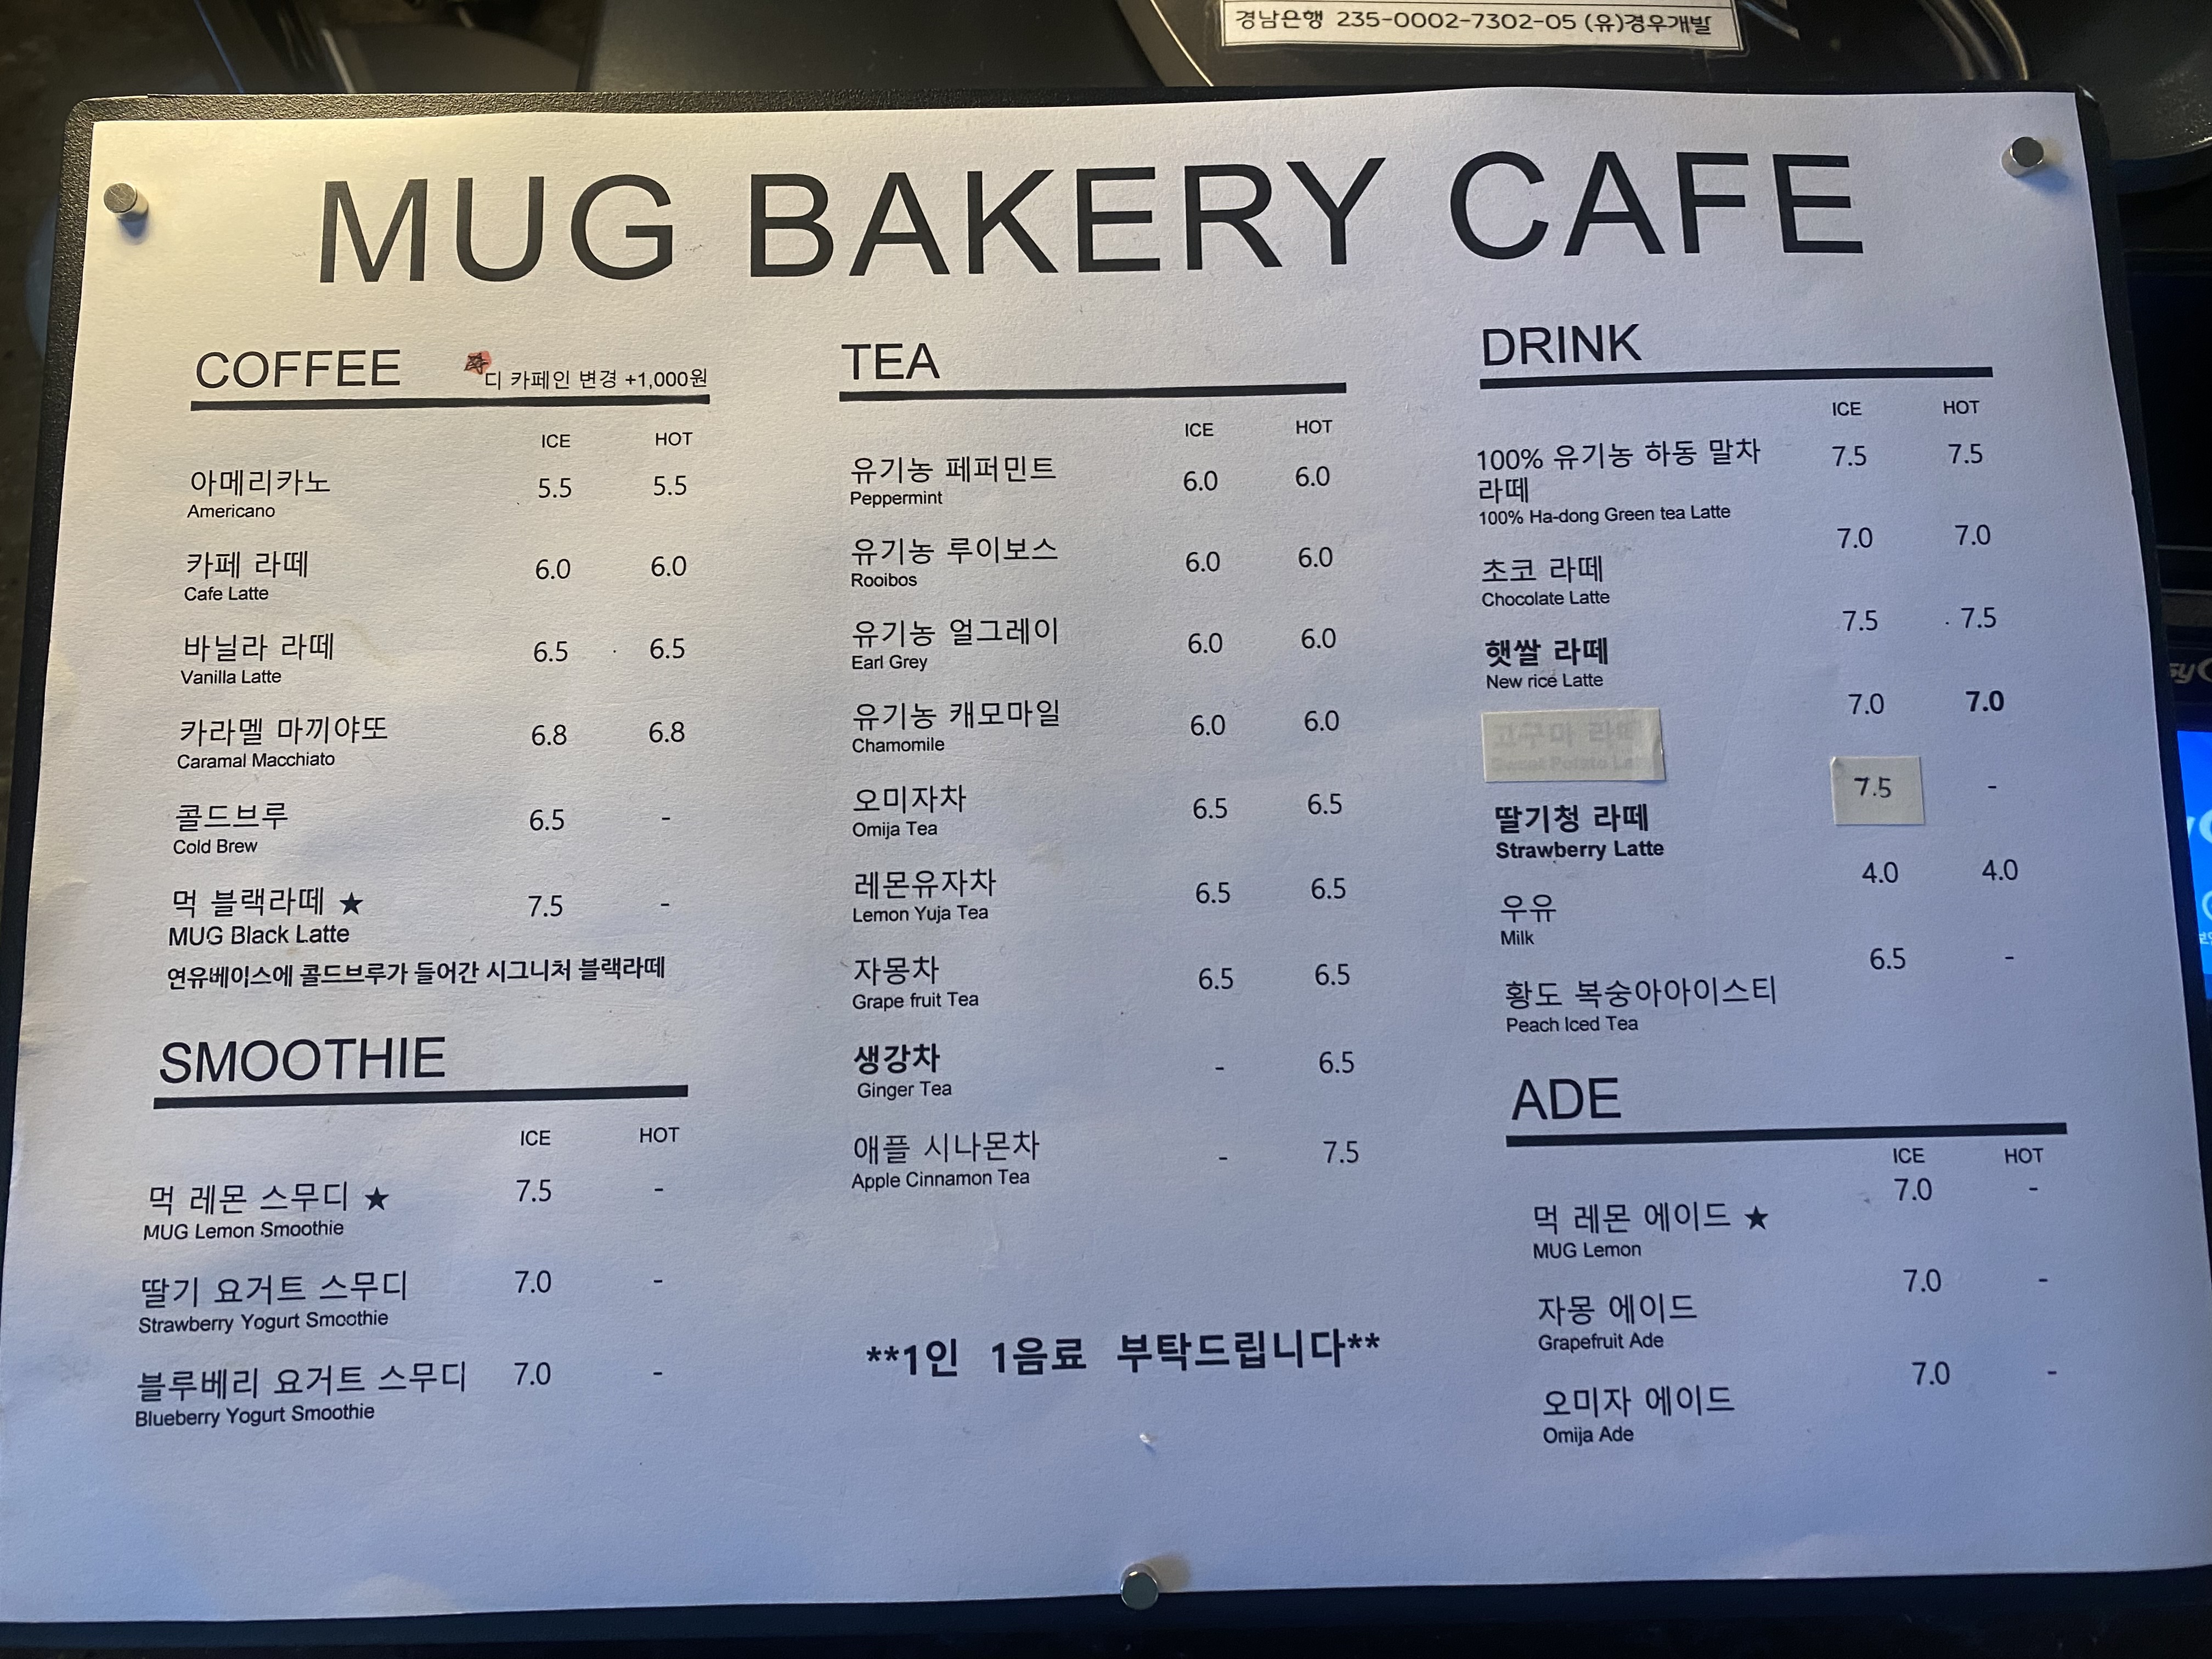 경남은행 235-0002-7302-05 (유)경우개발
MUG BAKERY CAFE
COFFEE
디 카페인 변경 +1,000원
ICE HOT
아메리카노 5.5 5.5
Americano
카페 라떼 6.0 6.0
Cafe Latte
바닐라 라떼 6.5 6.5
Vanilla Latte
카라멜 마끼야또 6.8 6.8
Caramal Macchiato
콜드브루 6.5 -
Cold Brew
먹 블랙라떼 ★ 7.5 -
MUG Black Latte
연유베이스에 콜드브루가 들어간 시그니처 블랙라떼
SMOOTHIE
ICE HOT
먹 레몬 스무디 ★ 7.5 -
MUG Lemon Smoothie
딸기 요거트 스무디 7.0 -
Strawberry Yogurt Smoothie
블루베리 요거트 스무디 7.0 -
Blueberry Yogurt Smoothie
TEA
ICE HOT
유기농 페퍼민트 6.0 6.0
Peppermint
유기농 루이보스 6.0 6.0
Rooibos
유기농 얼그레이 6.0 6.0
Earl Grey
유기농 캐모마일 6.0 6.0
Chamomile
오미자차 6.5 6.5
Omija Tea
레몬유자차 6.5 6.5
Lemon Yuja Tea
자몽차 6.5 6.5
Grape fruit Tea
생강차 - 6.5
Ginger Tea
애플 시나몬차 - 7.5
Apple Cinnamon Tea
**1인 1음료 부탁드립니다**
DRINK
ICE HOT
100% 유기농 하동 말차 7.5 7.5
라떼
100% Ha-dong Green tea Latte
7.0 7.0
초코 라떼
Chocolate Latte
7.5 7.5
햇쌀 라떼
New rice Latte
7.0 7.0
고구마 라떼
Sweet Potato
7.5 -
딸기청 라떼
Strawberry Latte
4.0 4.0
우유
Milk
6.5 -
황도 복숭아아이스티
Peach Iced Tea
ADE
ICE HOT
7.0 -
먹 레몬 에이드 ★
MUG Lemon
7.0 -
자몽 에이드
Grapefruit Ade
7.0 -
오미자 에이드
Omija Ade